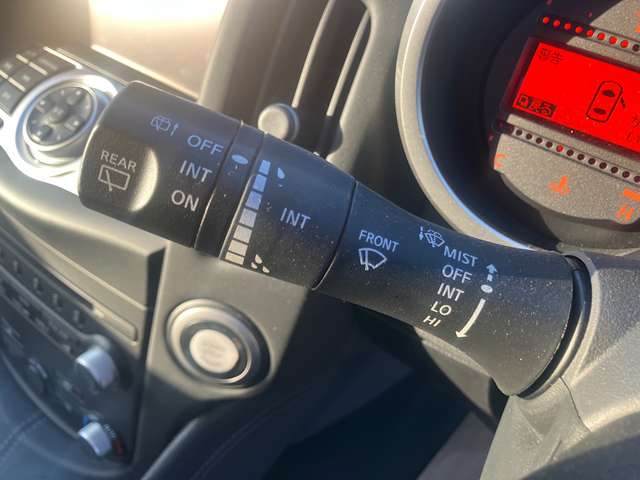 OFF
INT
ON
REAR
INT
FRONT
MIST
OFF
INT
LO
HI
C
H